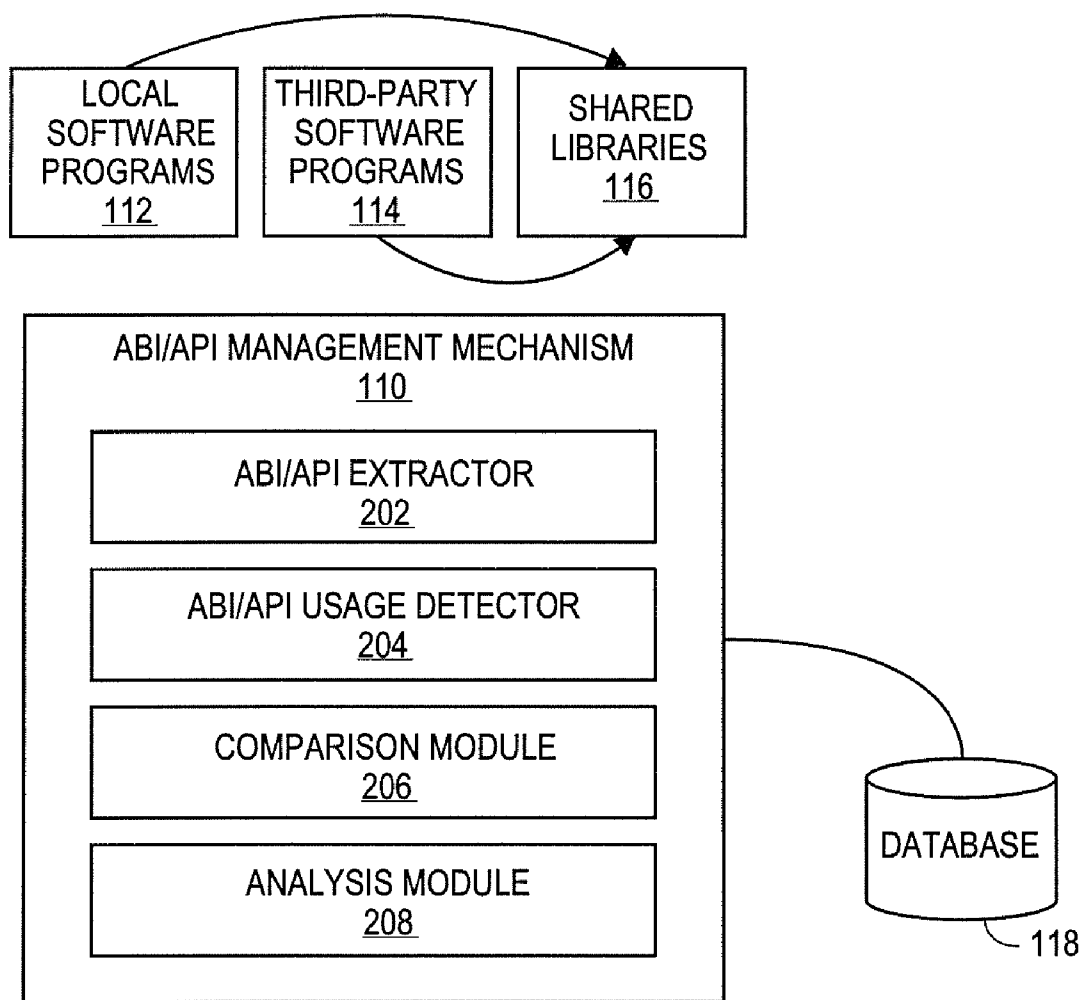 LOCAL
SOFTWARE
PROGRAMS
112
THIRD-PARTY
SOFTWARE
PROGRAMS
114
SHARED
LIBRARIES
116
ABI/API MANAGEMENT MECHANISM
110
ABI/API EXTRACTOR
202
ABI/API USAGE DETECTOR
204
COMPARISON MODULE
206
ANALYSIS MODULE
208
DATABASE
118